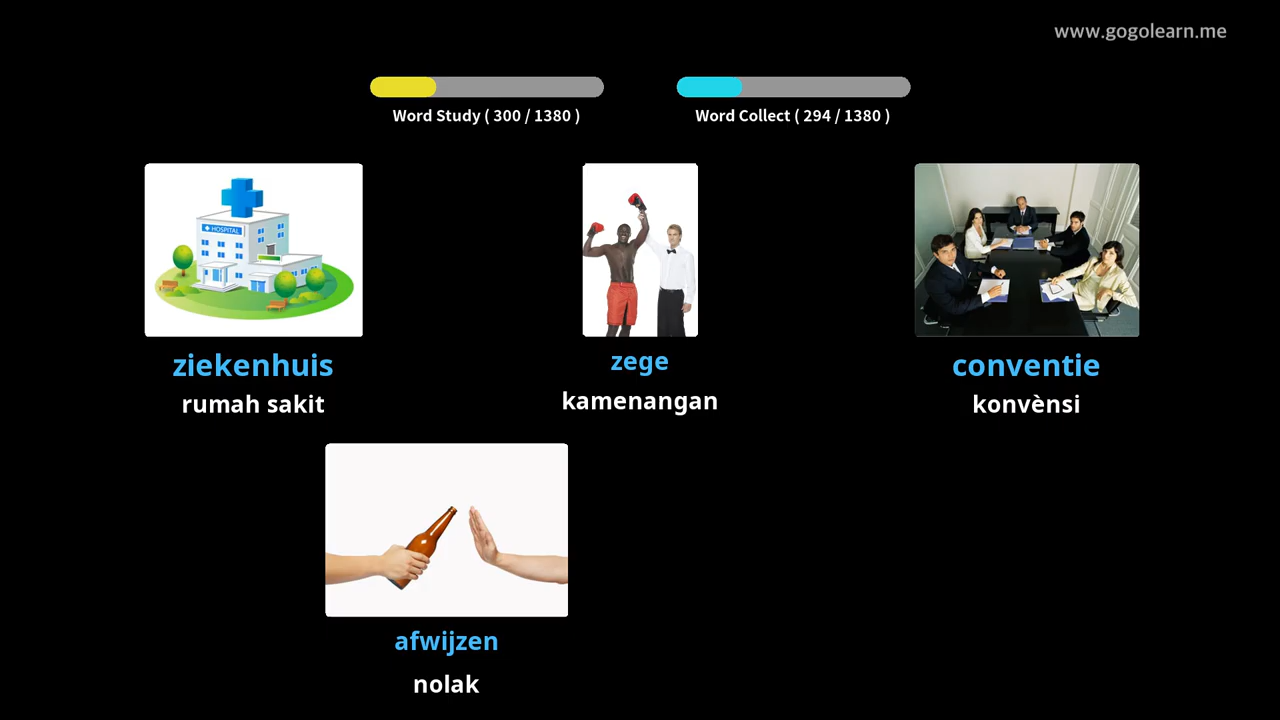 www.gogolearn.me
Word Study ( 300 / 1380 )
Word Collect ( 294 / 1380 )
HOSPITAL
ziekenhuis
rumah sakit
zege
kamenangan
conventie
konvènsi
afwijzen
nolak